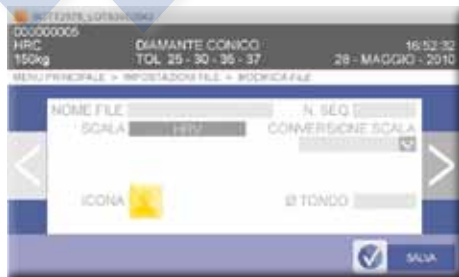 000000005
HRC DIAMANTE CONICO 16:52:32
150kg TOL 25 - 30 - 35 - 37 28 - MAGGIO - 2010
MENU PRINCIPALE > IMPOSTAZIONI FILE > MODIFICA FILE
NOME FILE N. SEQ
SCALA CONVERSIONE SCALA
ICONA Ø TONDO
SALVA